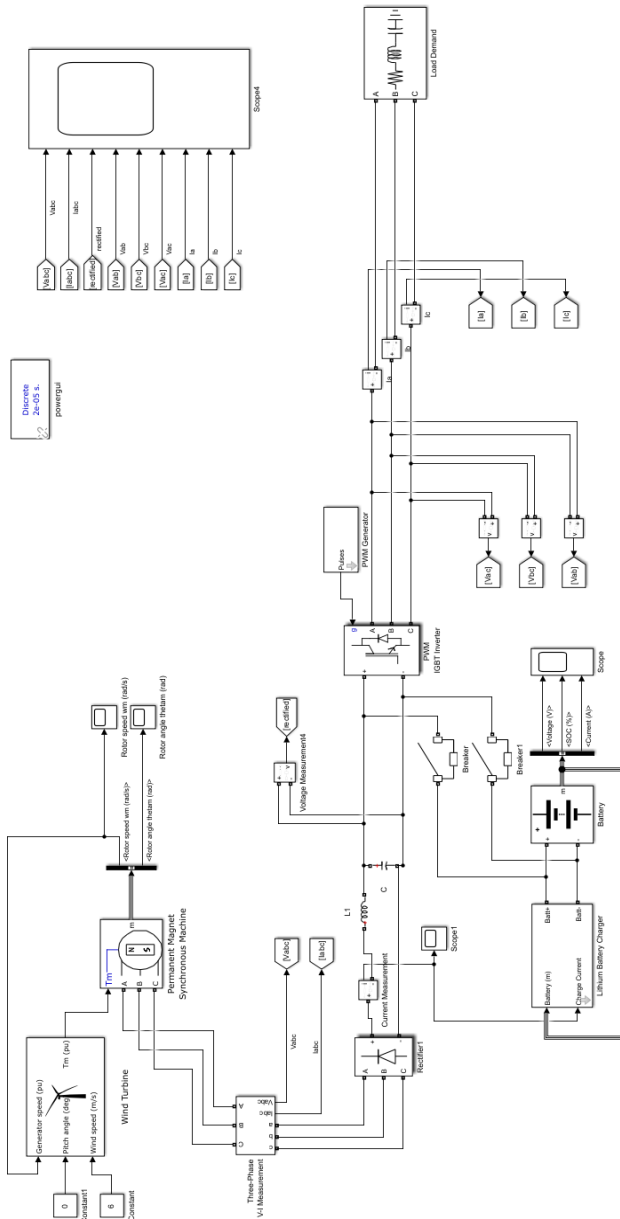 Scope4
Vabc
Iabc
rectified
Vab
Vbc
Vac
Ia
Ib
Ic
[Vabc]
[Iabc]
[rectified]
[Vab]
[Vbc]
[Vac]
[Ia]
[Ib]
[Ic]
Discrete
2e-05 s.
powergui
Load Demand
A
B
C
Ia
Ib
Ic
[Ia]
[Ib]
[Ic]
[Vac]
[Vbc]
[Vab]
Pulses
PWM Generator
g
A
B
C
+
-
PWM
IGBT Inverter
[rectified]
Voltage Measurement4
Breaker
Breaker1
Scope
<Voltage (V)>
<SOC (%)>
<Current (A)>
m
+
-
Battery
Batt+
Batt-
Battery (m)
Charge Current
Lithium Battery Charger
L1
C
Scope1
Current Measurement
+
-
A
B
C
Rectifier1
[Vabc]
[Iabc]
Vabc
Iabc
Vabc
Iabc
A
B
C
a
b
c
Three-Phase
V-I Measurement
Rotor speed wm (rad/s)
Rotor angle thetam (rad)
<Rotor speed wm (rad/s)>
<Rotor angle thetam (rad)>
m
Tm
A
B
C
N
S
Permanent Magnet
Synchronous Machine
Generator speed (pu)
Pitch angle (deg)
Wind speed (m/s)
Tm (pu)
Wind Turbine
0
Constant1
6
Constant